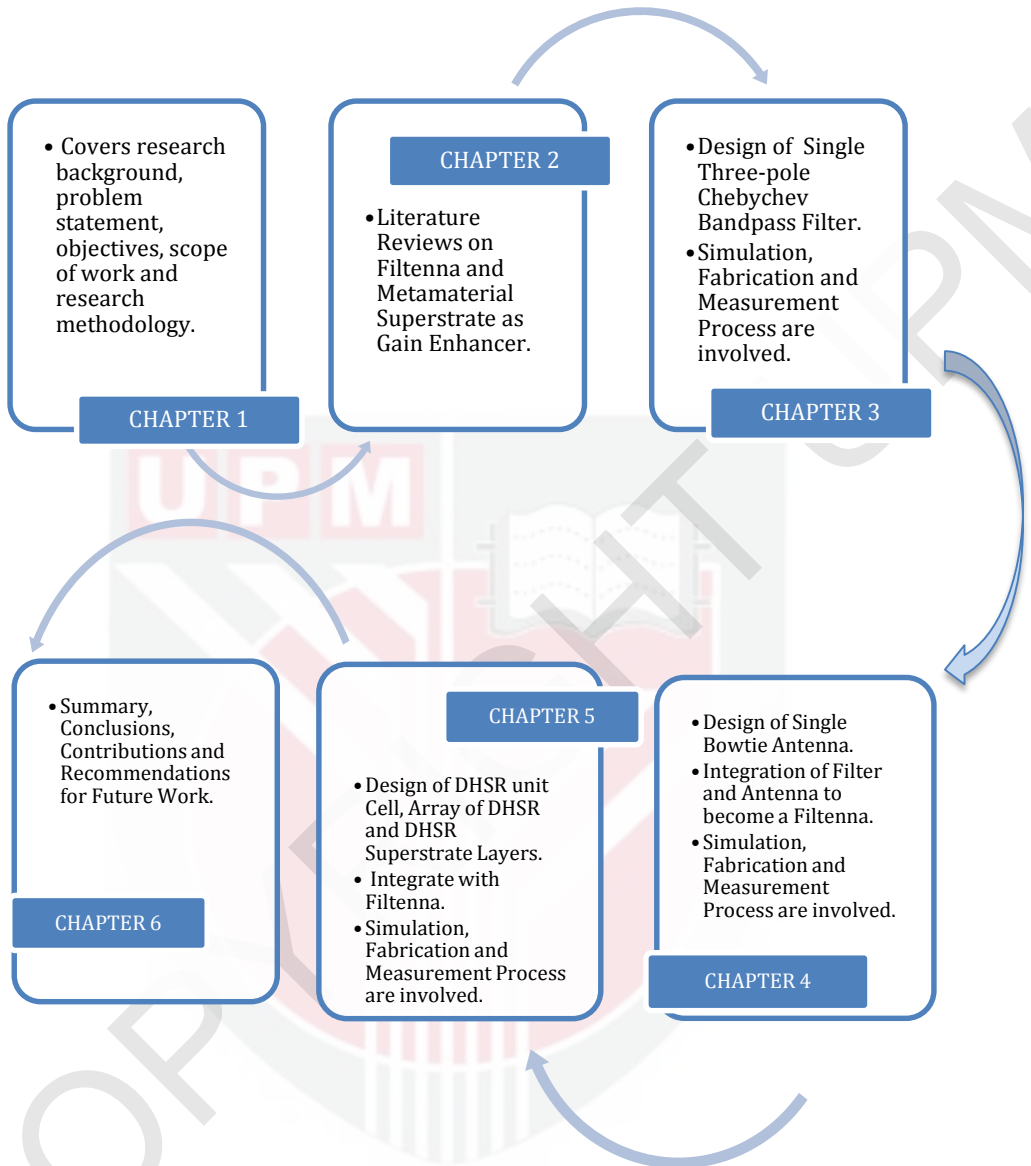 • Covers research
background,
problem
statement,
objectives, scope
of work and
research
methodology.
CHAPTER 1
CHAPTER 2
•Literature
Reviews on
Filtenna and
Metamaterial
Superstrate as
Gain Enhancer.
•Design of Single
Three-pole
Chebychev
Bandpass Filter.
•Simulation,
Fabrication and
Measurement
Process are
involved.
CHAPTER 3
•Design of Single
Bowtie Antenna.
•Integration of Filter
and Antenna to
become a Filtenna.
•Simulation,
Fabrication and
Measurement
Process are involved.
CHAPTER 4
CHAPTER 5
•Design of DHSR unit
Cell, Array of DHSR
and DHSR
Superstrate Layers.
• Integrate with
Filtenna.
•Simulation,
Fabrication and
Measurement Process
are involved.
•Summary,
Conclusions,
Contributions and
Recommendations
for Future Work.
CHAPTER 6
UPM